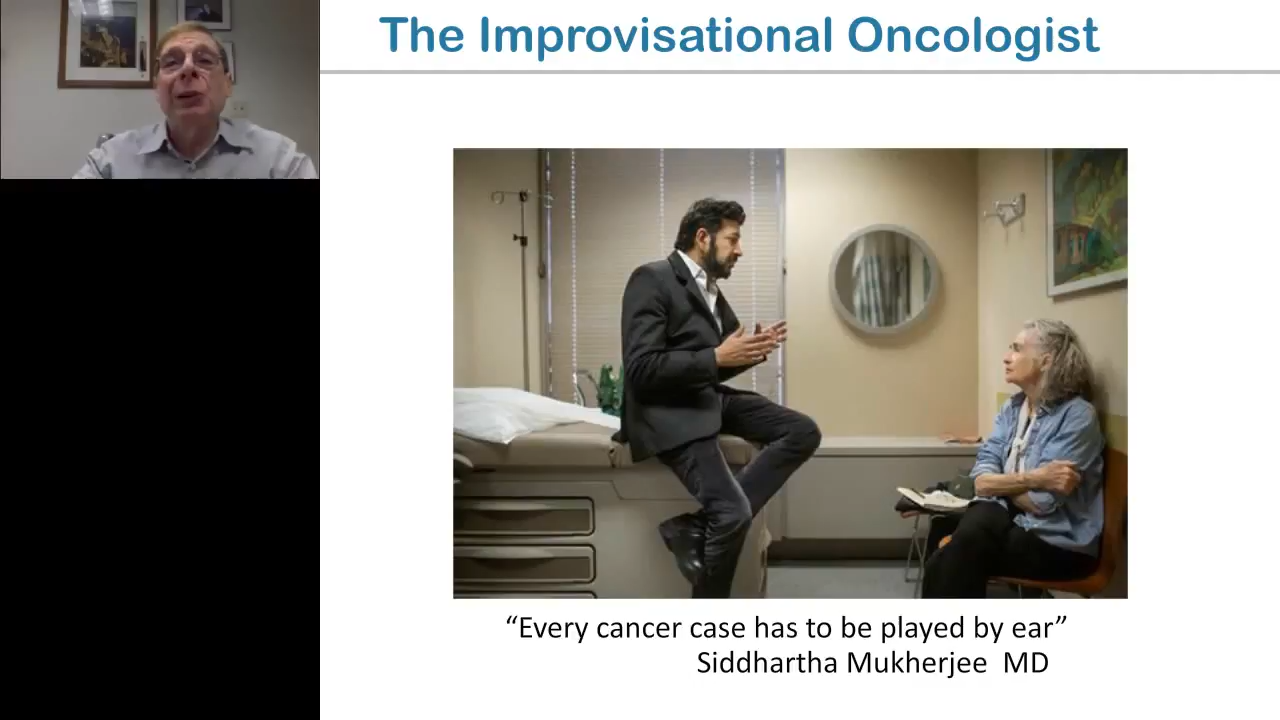 The Improvisational Oncologist
“Every cancer case has to be played by ear”
Siddhartha Mukherjee  MD